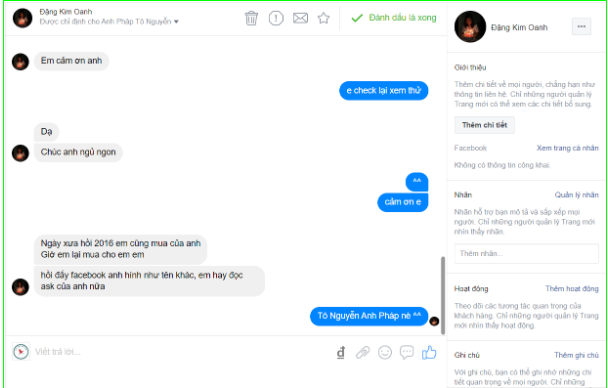 Đặng Kim Oanh
Được chỉ định cho Anh Pháp Tô Nguyễn
Đánh dấu là xong
Em cảm ơn anh
e check lại xem thử
Dạ
Chúc anh ngủ ngon
^^
cảm ơn e
Ngày xưa hồi 2016 em cũng mua của anh
Giờ em lại mua cho em em
hồi đấy facebook anh hình như tên khác, em hay đọc
ask của anh nữa
Tô Nguyễn Anh Pháp nè ^^
Viết trả lời...
đ
Đặng Kim Oanh
Giới thiệu
Thêm chi tiết về mọi người, chẳng hạn như
thông tin liên hệ. Chỉ những người quản lý
Trang mới có thể xem các chi tiết bổ sung.
Thêm chi tiết
Facebook
Xem trang cá nhân
Không có thông tin công khai.
Nhãn
Quản lý nhãn
Nhãn hỗ trợ bạn mô tả và sắp xếp mọi
người. Chỉ những người quản lý Trang mới
nhìn thấy nhãn.
Thêm nhãn...
Hoạt động
Thêm hoạt động
Theo dõi các tương tác quan trọng của
khách hàng. Chỉ những người quản lý Trang
mới nhìn thấy hoạt động.
Ghi chú
Thêm ghi chú
Với ghi chú, bạn có thể ghi nhớ những chi
tiết quan trọng về mọi người. Chỉ những